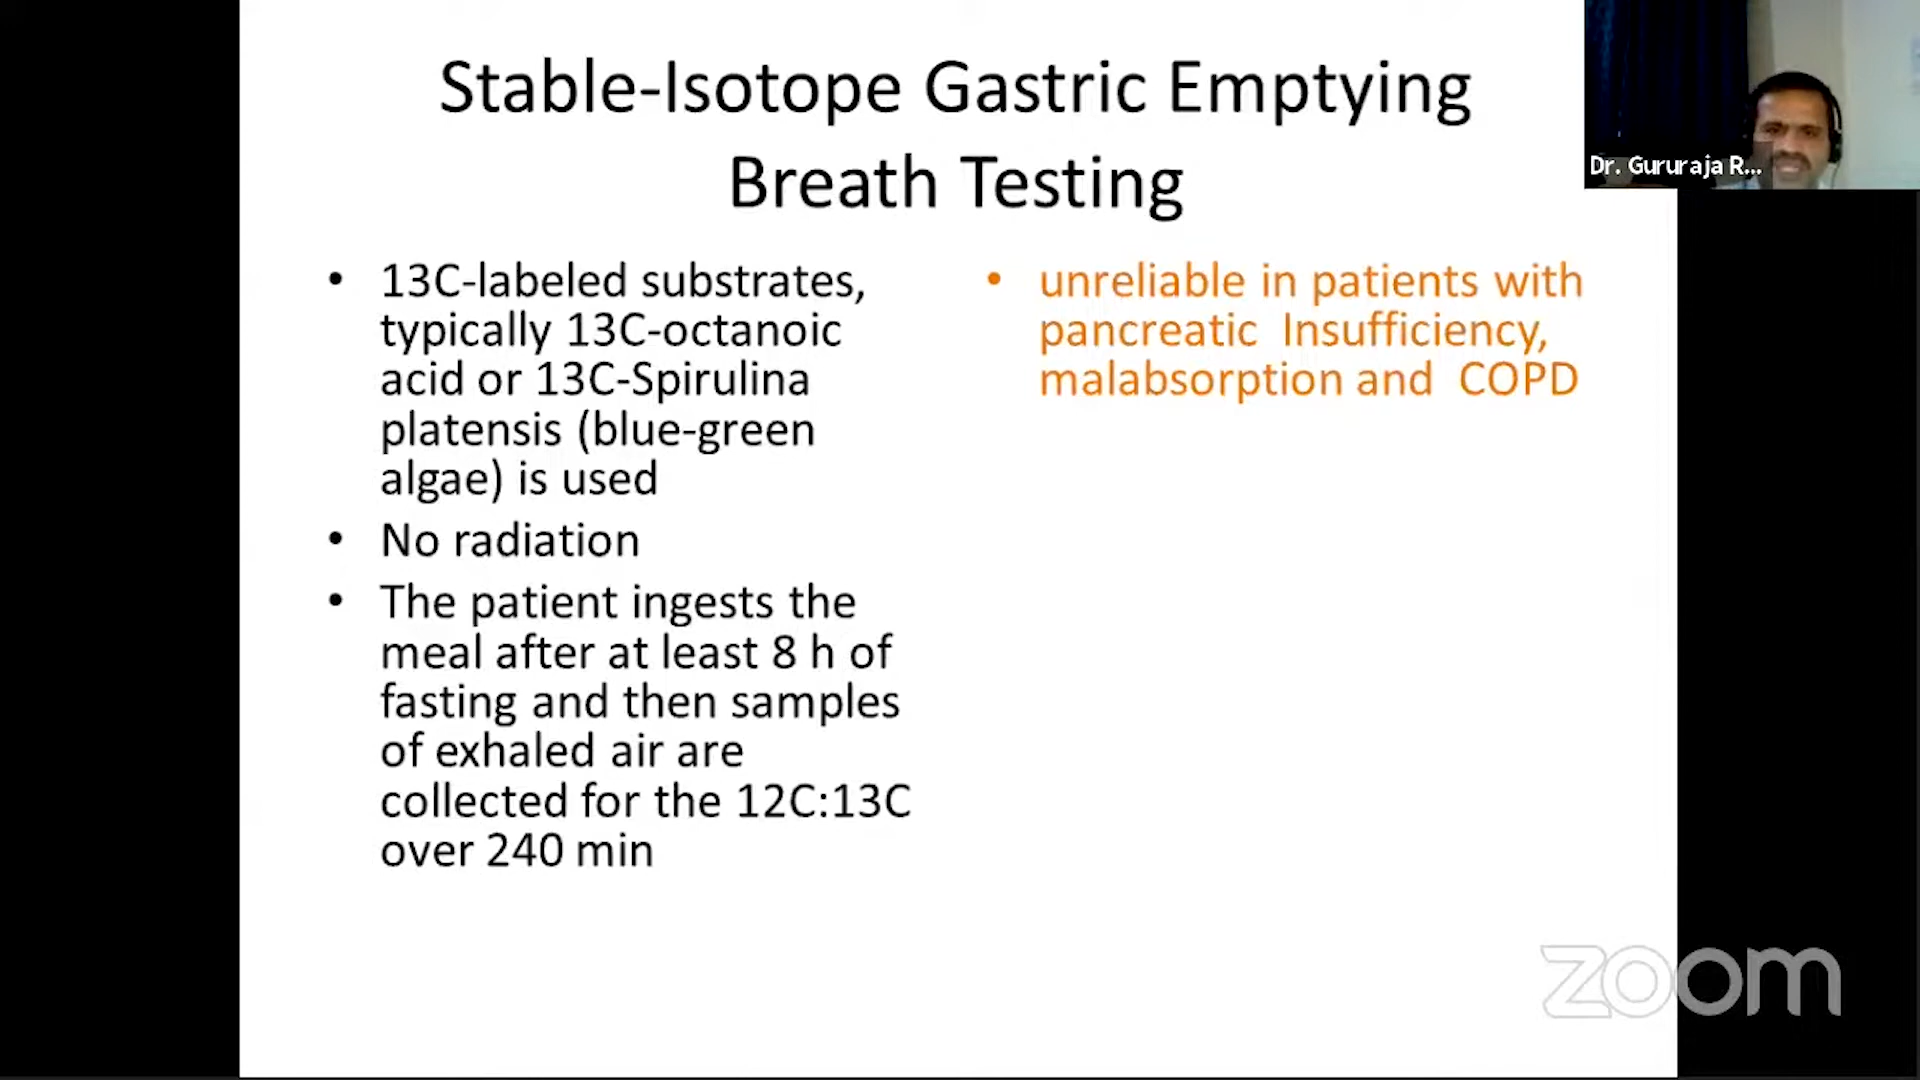 Stable-Isotope Gastric Emptying
Breath Testing
• 13C-labeled substrates,
typically 13C-octanoic
acid or 13C-Spirulina
platensis (blue-green
algae) is used
• No radiation
• The patient ingests the
meal after at least 8 h of
fasting and then samples
of exhaled air are
collected for the 12C:13C
over 240 min
• unreliable in patients with
pancreatic Insufficiency,
malabsorption and COPD
Dr. Gururaja R...
zoom